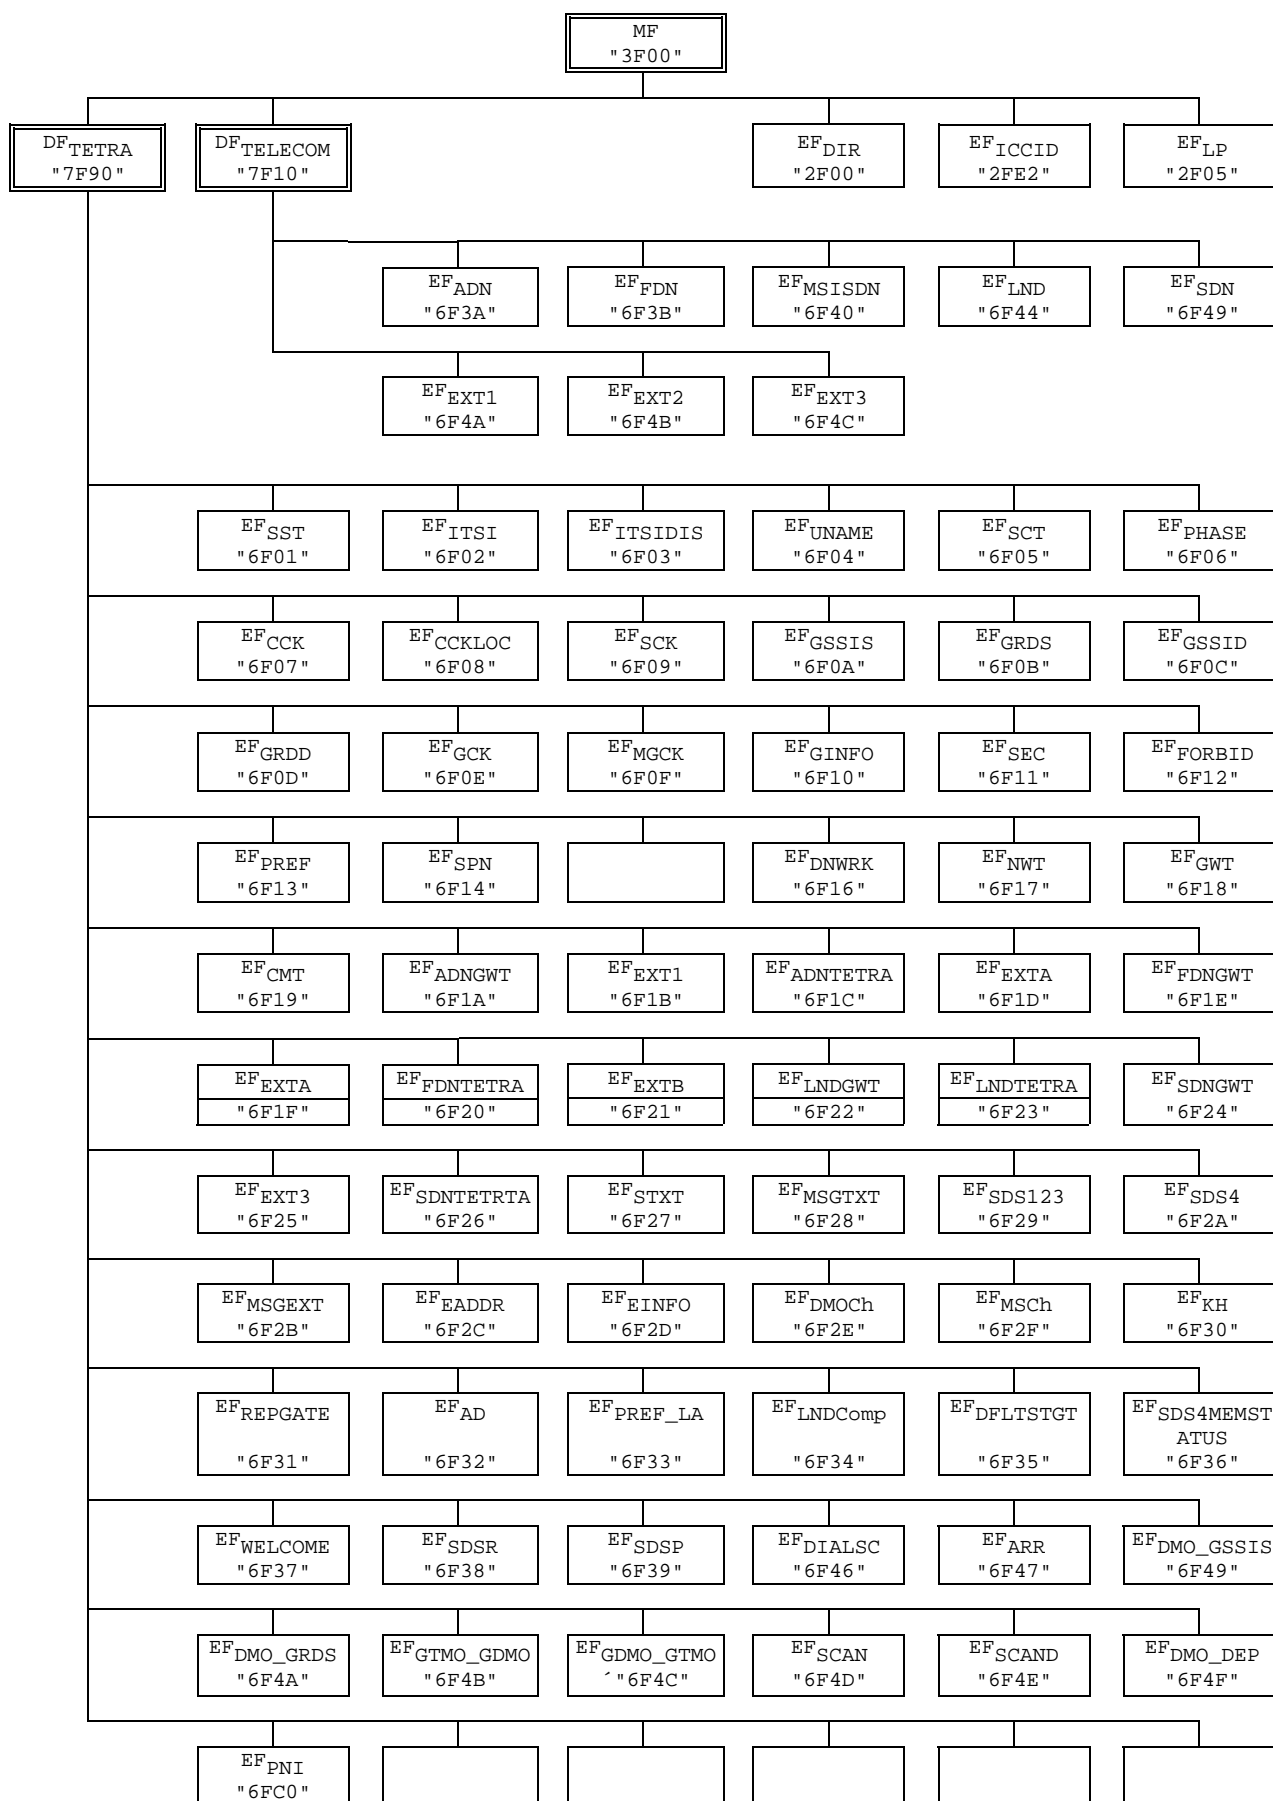 MF
"3F00"
DFTETRA DFTELECOM EFDIR EFICCID EFLP
"7F90" "7F10" "2F00" "2FE2" "2F05"
EFADN EFFDN EFMSISDN EFLND EFSDN
"6F3A" "6F3B" "6F40" "6F44" "6F49"
EFEXT1 EFEXT2 EFEXT3
"6F4A" "6F4B" "6F4C"
EFSST EFITSI EFITSIDIS EFUNAME EFSCT EFPHASE
"6F01" "6F02" "6F03" "6F04" "6F05" "6F06"
EFCCK EFCCKLOC EFSCK EFGSSIS EFGRDS EFGSSID
"6F07" "6F08" "6F09" "6F0A" "6F0B" "6F0C"
EFGRDD EFGCK EFMGCK EFGINFO EFSEC EFFORBID
"6F0D" "6F0E" "6F0F" "6F10" "6F11" "6F12"
EFPREF EFSPN EFDNWRK EFNWT EFGWT
"6F13" "6F14" "6F16" "6F17" "6F18"
EFCMT EFADNGWT EFEXT1 EFADNTETRA EFEXTA EFFDNGWT
"6F19" "6F1A" "6F1B" "6F1C" "6F1D" "6F1E"
EFEXTA EFFDNTETRA EFEXTB EFLNDGWT EFLNDTETRA EFSDNGWT
"6F1F" "6F20" "6F21" "6F22" "6F23" "6F24"
EFEXT3 EFSDNTETRTA EFSTXT EFMSGTXT EFSDS123 EFSDS4
"6F25" "6F26" "6F27" "6F28" "6F29" "6F2A"
EFMSGEXT EFEADDR EFEINFO EFDMOCh EFMSCh EFKH
"6F2B" "6F2C" "6F2D" "6F2E" "6F2F" "6F30"
EFREPGATE EFAD EFPREF_LA EFLNDComp EFDFLTSTGT EFSDS4MEMST
ATUS
"6F31" "6F32" "6F33" "6F34" "6F35" "6F36"
EFWELCOME EFSDSR EFSDSP EFDIALSC EFARR EFDMO_GSSIS
"6F37" "6F38" "6F39" "6F46" "6F47" "6F49"
EFDMO_GRDS EFGTMO_GDMO EFGDMO_GTMO EFSCAN EFSCAND EFDMO_DEP
"6F4A" "6F4B" ´"6F4C" "6F4D" "6F4E" "6F4F"
EFPNI
"6FC0"